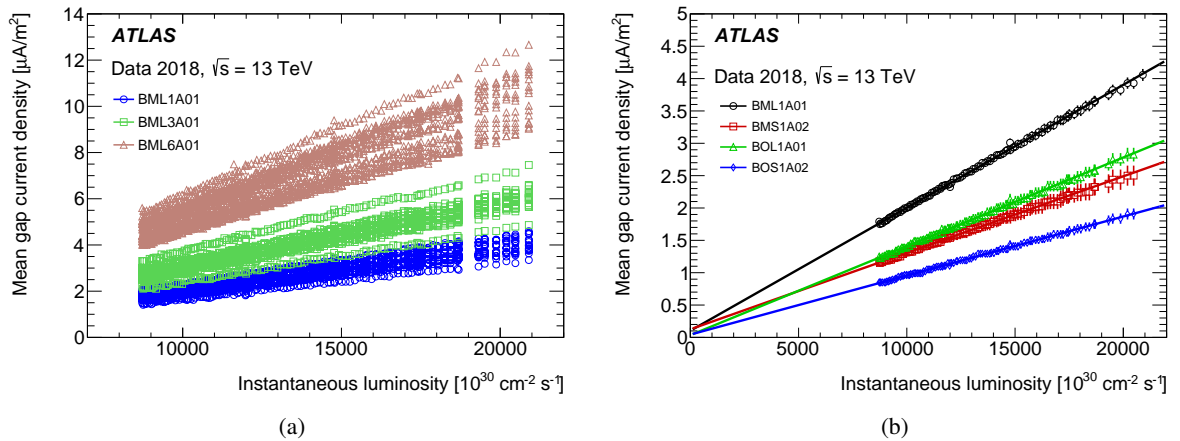 ATLAS
Data 2018, √s = 13 TeV
BML1A01
BML3A01
BML6A01
Mean gap current density [μA/m²]
14
12
10
8
6
4
2
0
10000 15000 20000
Instantaneous luminosity [10³⁰ cm⁻² s⁻¹]
(a)
ATLAS
Data 2018, √s = 13 TeV
BML1A01
BMS1A02
BOL1A01
BOS1A02
Mean gap current density [μA/m²]
5
4.5
4
3.5
3
2.5
2
1.5
1
0.5
0
0 5000 10000 15000 20000
Instantaneous luminosity [10³⁰ cm⁻² s⁻¹]
(b)